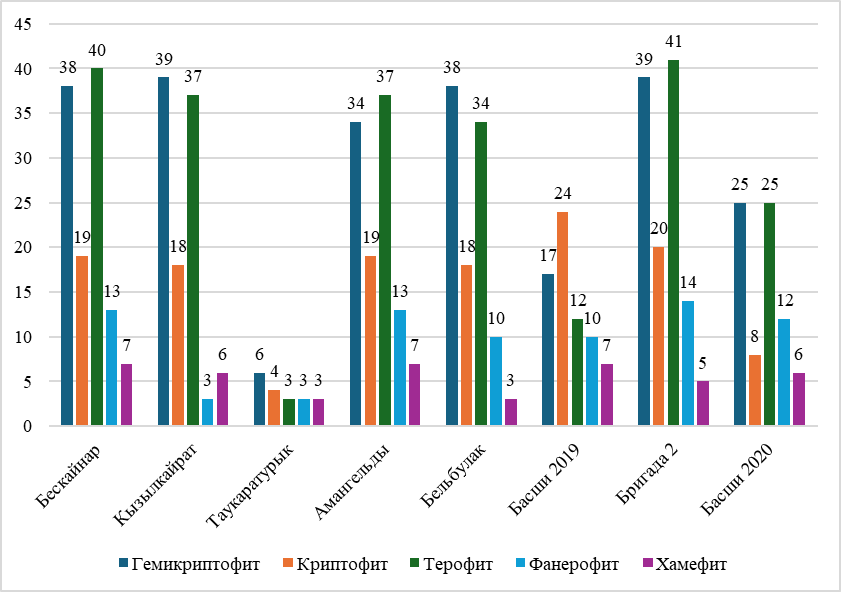 45
40
35
30
25
20
15
10
5
0
38 19 40 13 7
39 18 37 3 6
6 4 3 3 3
34 19 37 13 7
38 18 34 10 3
17 24 12 10 7
39 20 41 14 5
25 8 25 12 6
Бескайнар
Кызылкайрат
Таукаратурык
Амангельды
Бельбулак
Басши 2019
Бригада 2
Басши 2020
Гемикриптофит Криптофит Терофит Фанерофит Хамефит